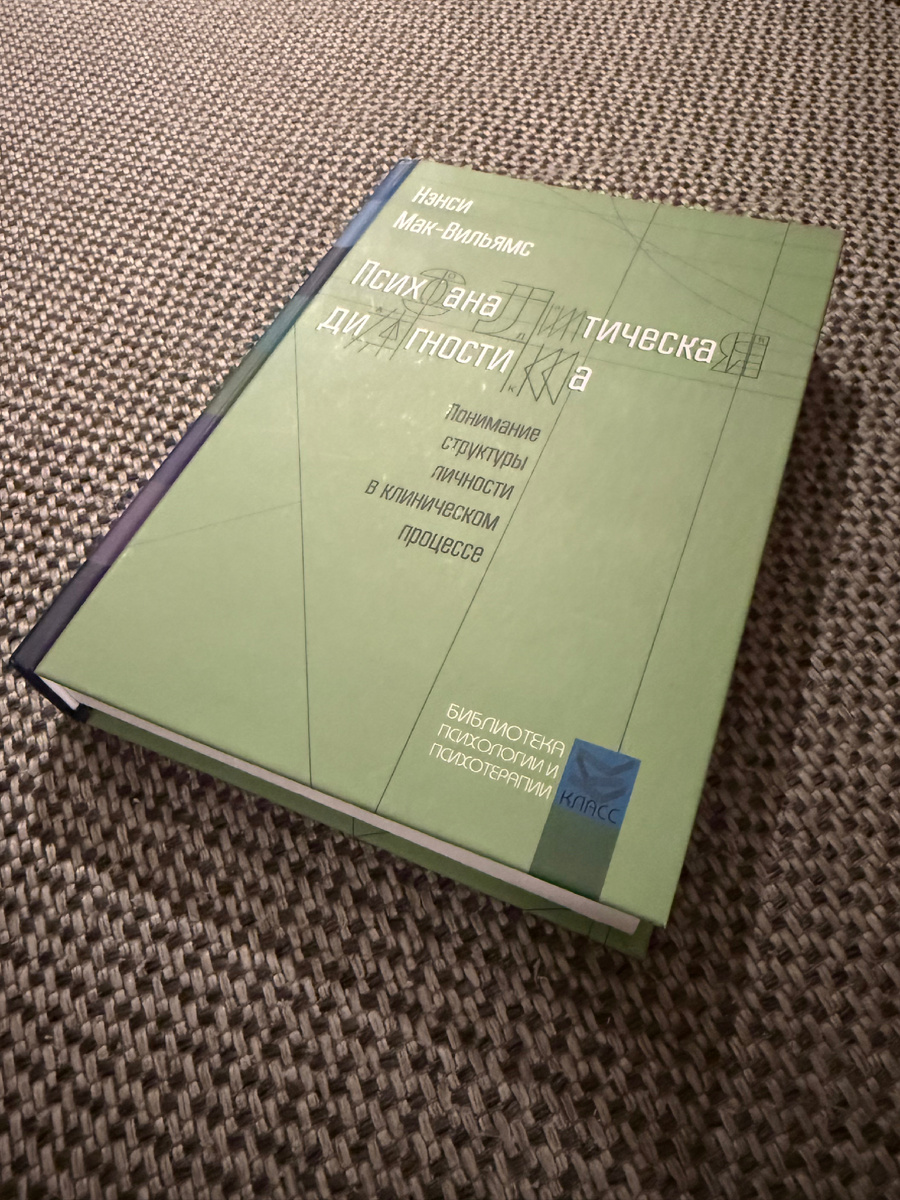 Нэнси
Мак-Вильямс
Психоаналитическая
диагностика
Понимание
структуры
личности
в клиническом
процессе
БИБЛИОТЕКА
ПСИХОЛОГИИ И
ПСИХОТЕРАПИИ
КЛАСС